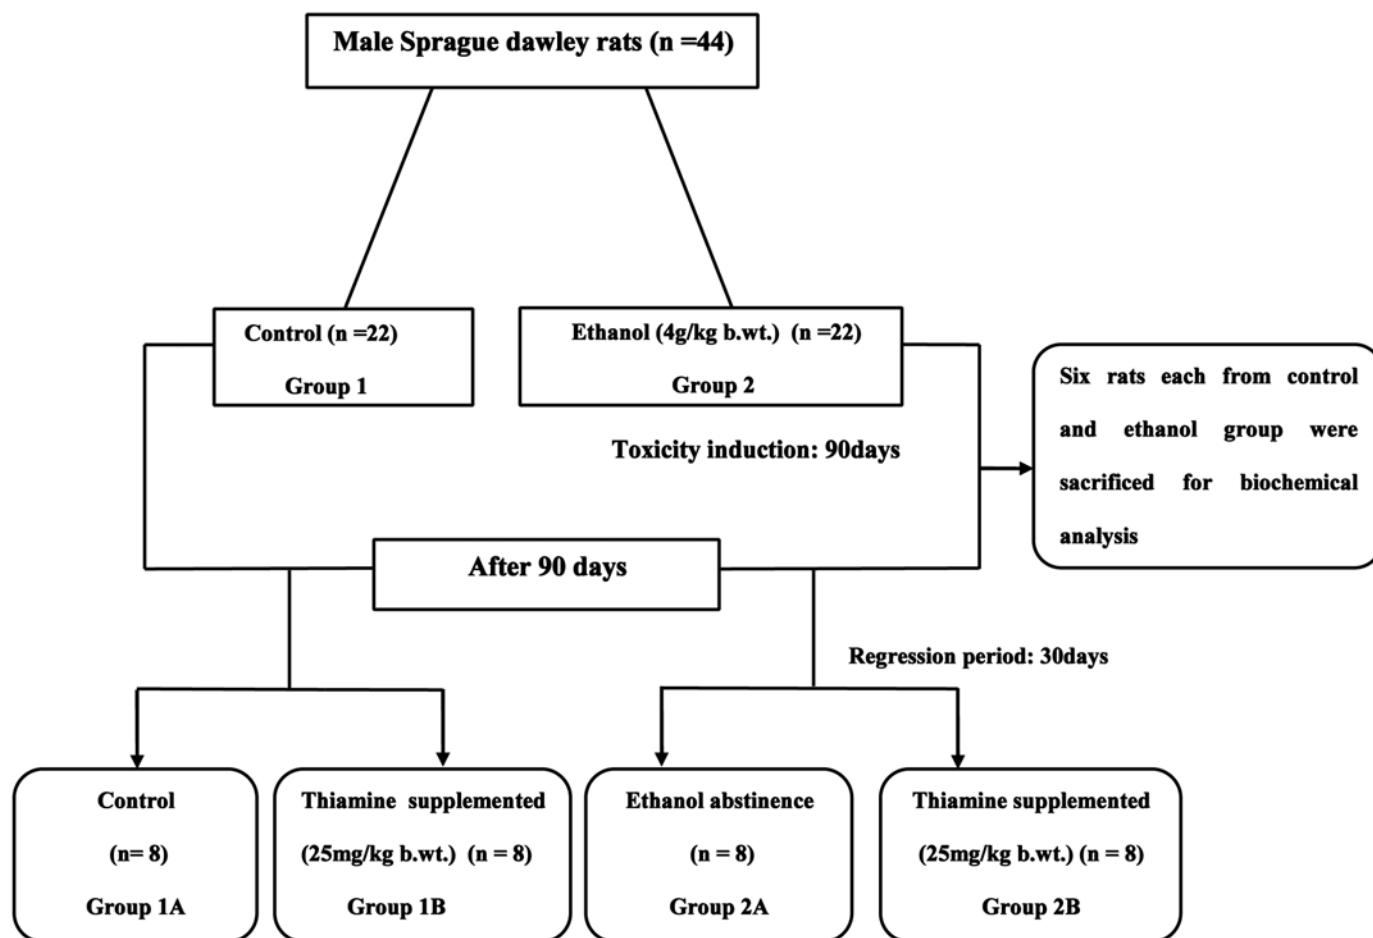 Male Sprague dawley rats (n =44)
Control (n =22)
Group 1
Ethanol (4g/kg b.wt.) (n =22)
Group 2
Toxicity induction: 90days
Six rats each from control
and ethanol group were
sacrificed for biochemical
analysis
After 90 days
Regression period: 30days
Control
(n= 8)
Group 1A
Thiamine supplemented
(25mg/kg b.wt.) (n = 8)
Group 1B
Ethanol abstinence
(n = 8)
Group 2A
Thiamine supplemented
(25mg/kg b.wt.) (n = 8)
Group 2B